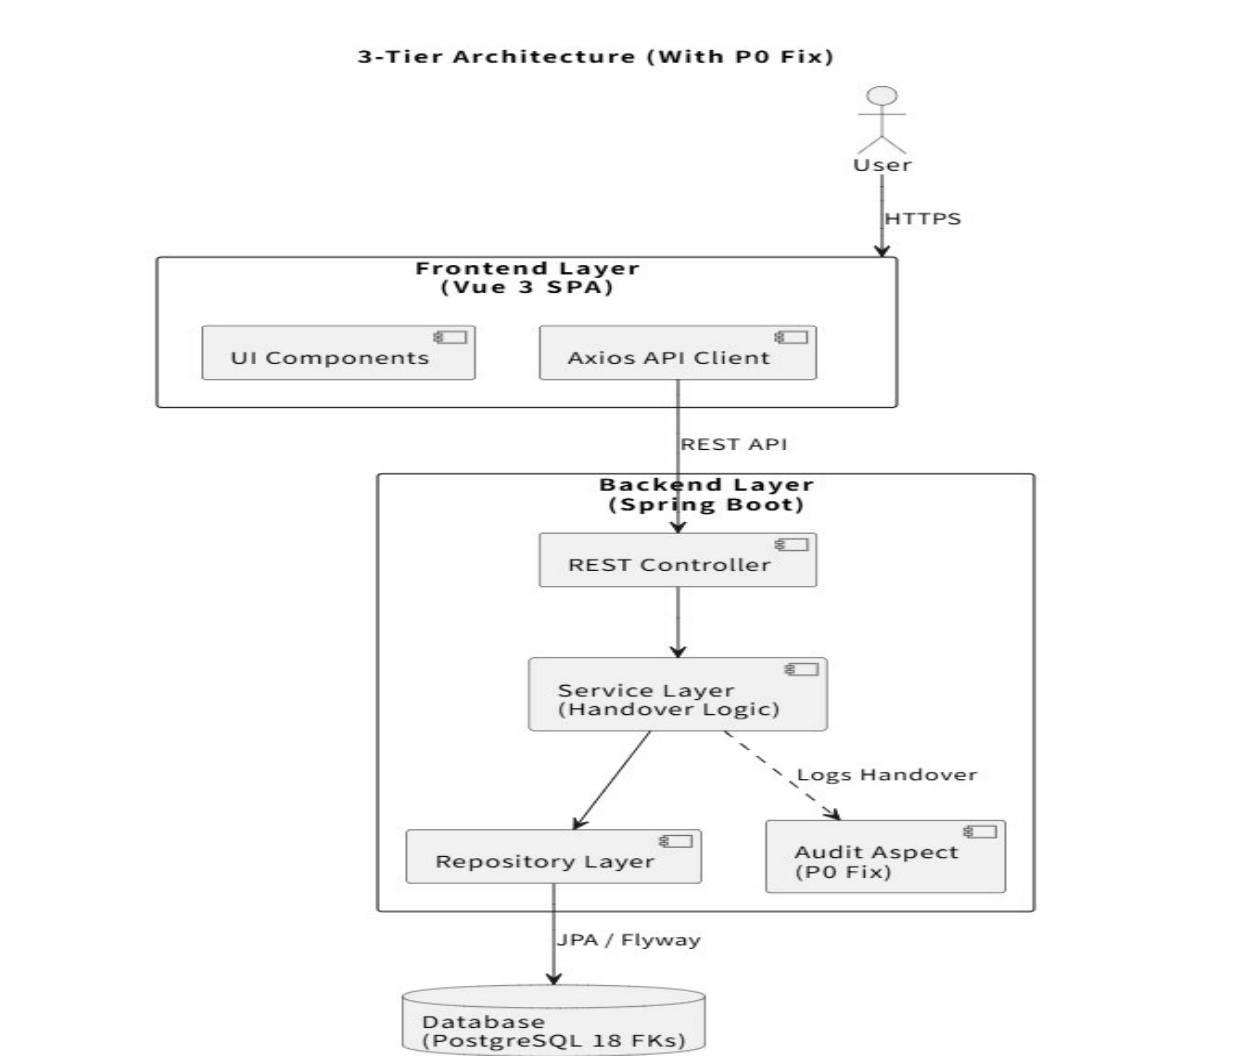 3-Tier Architecture (With P0 Fix)
User
HTTPS
Frontend Layer
(Vue 3 SPA)
UI Components
Axios API Client
REST API
Backend Layer
(Spring Boot)
REST Controller
Service Layer
(Handover Logic)
Logs Handover
Repository Layer
Audit Aspect
(P0 Fix)
JPA / Flyway
Database
(PostgreSQL 18 FKs)